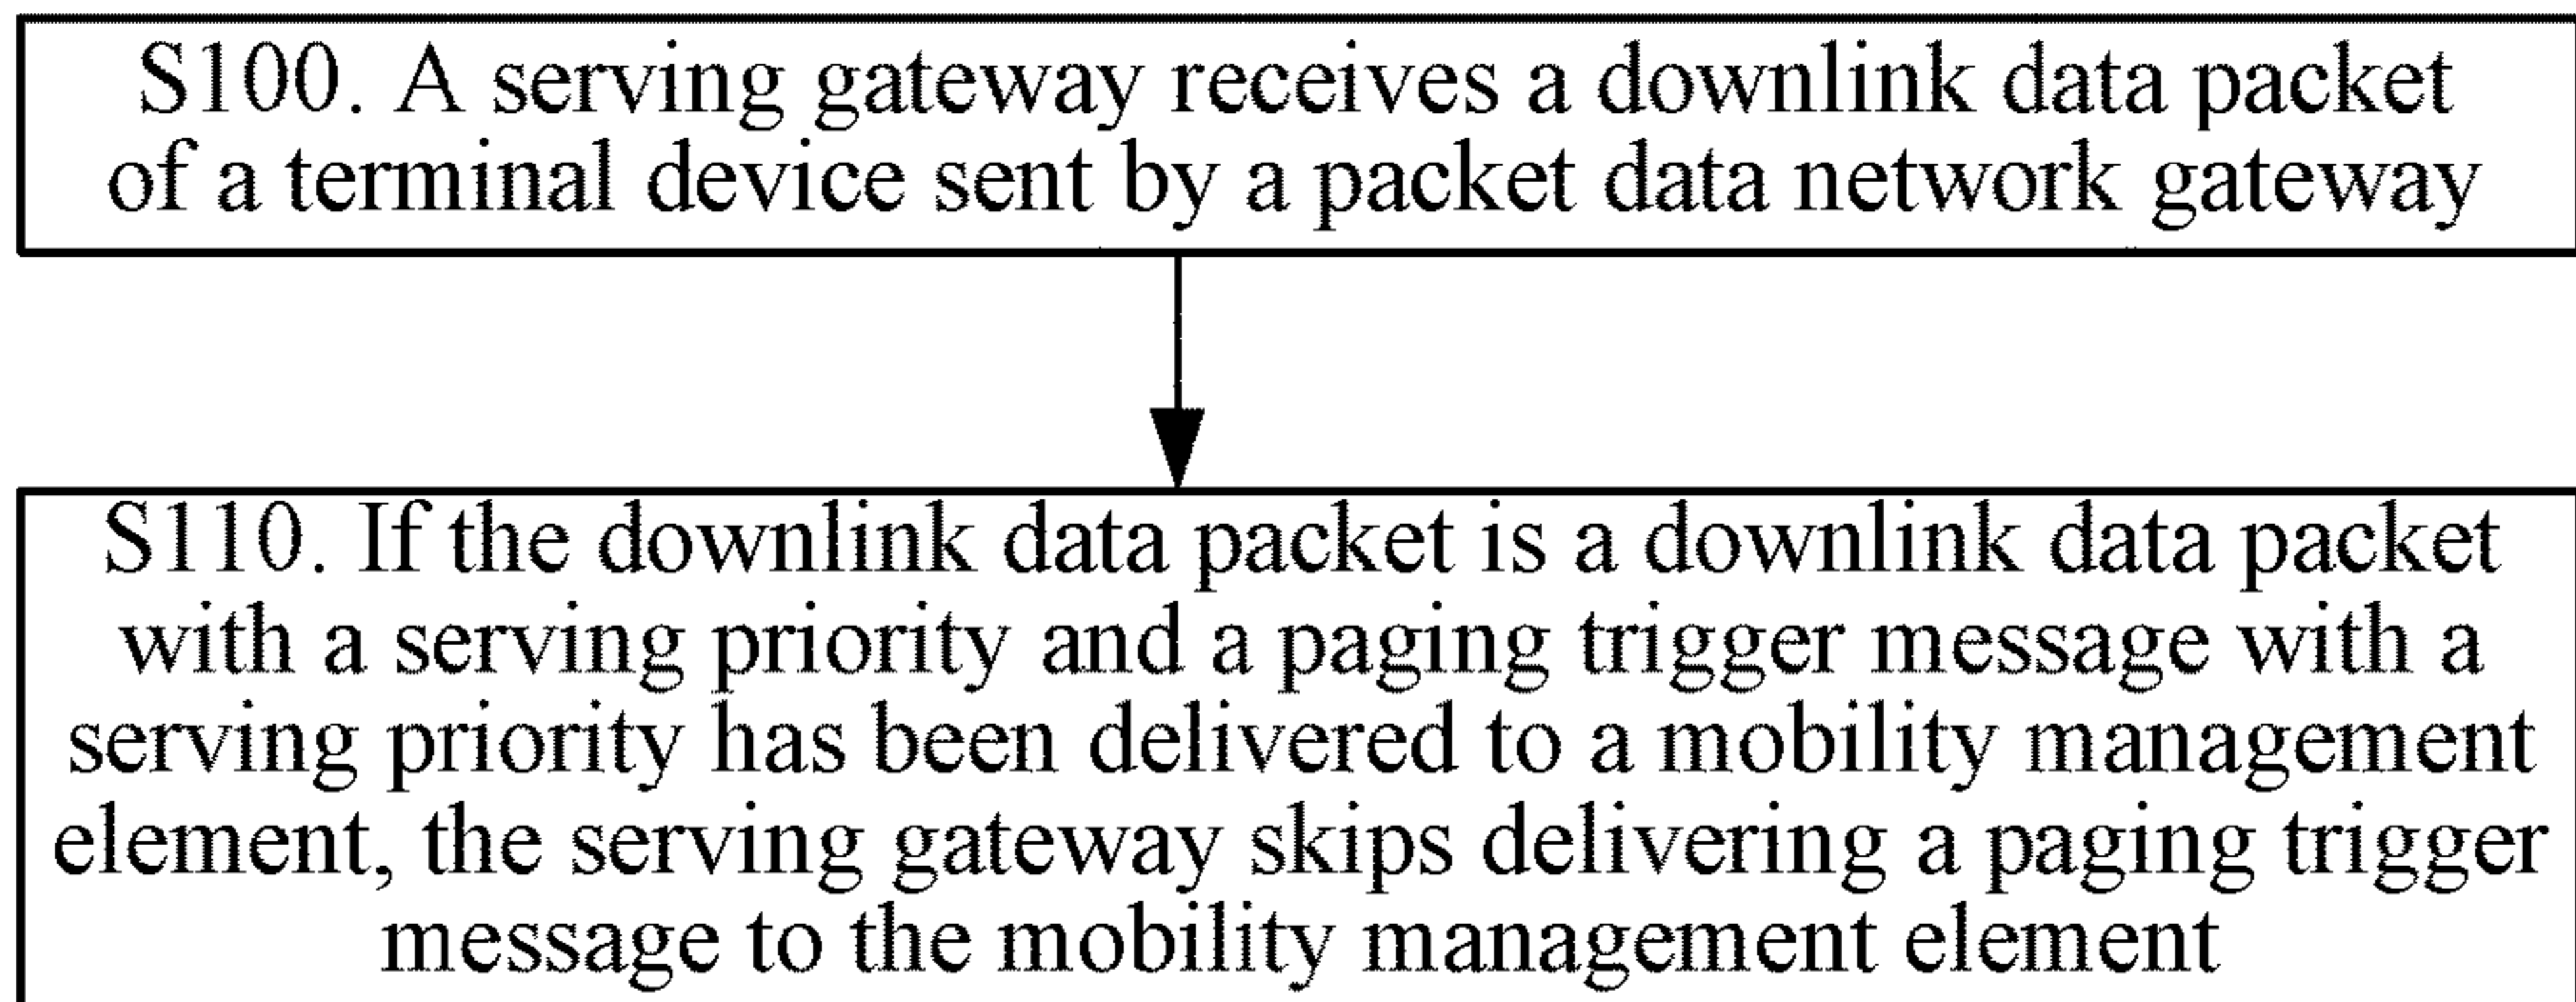 S100. A serving gateway receives a downlink data packet
of a terminal device sent by a packet data network gateway
S110. If the downlink data packet is a downlink data packet
with a serving priority and a paging trigger message with a
serving priority has been delivered to a mobility management
element, the serving gateway skips delivering a paging trigger
message to the mobility management element